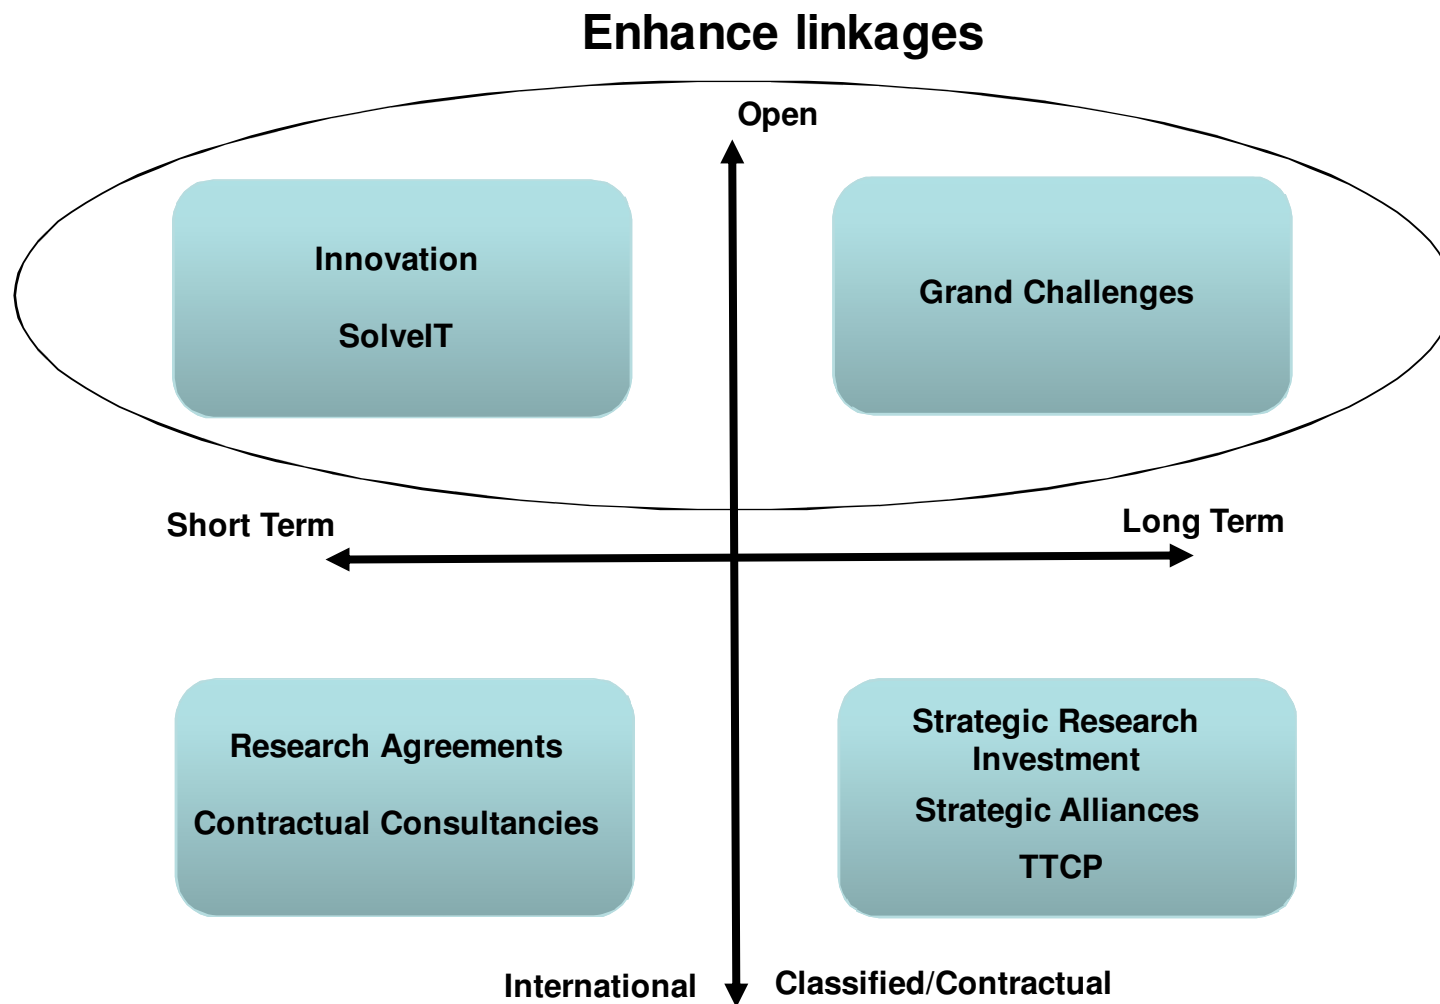 Enhance linkages
Open
Innovation
SolveIT
Grand Challenges
Short Term
Long Term
Research Agreements
Contractual Consultancies
Strategic Research
Investment
Strategic Alliances
TTCP
International
Classified/Contractual